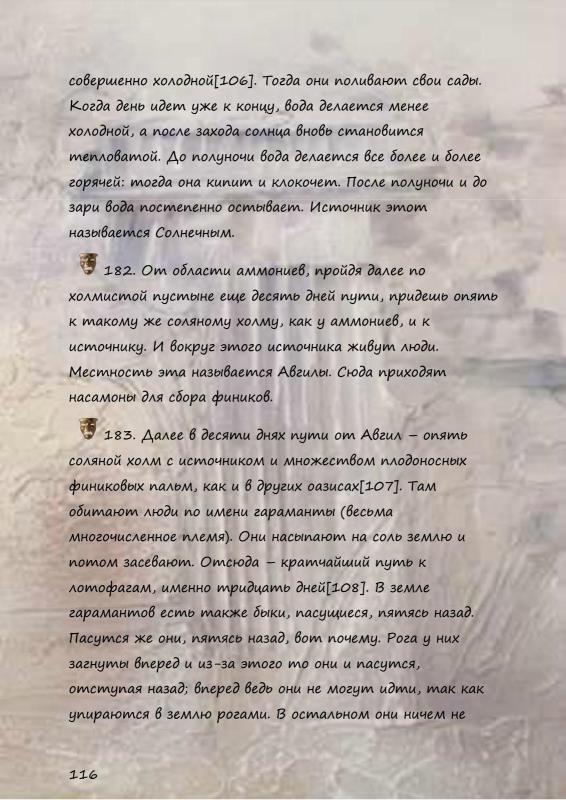 совершенно холодной[106]. Тогда они поливают свои сады.
Когда день идет уже к концу, вода делается менее
холодной, а после захода солнца вновь становится
тепловатой. До полуночи вода делается все более и более
горячей: тогда она кипит и клокочет. После полуночи и до
зари вода постепенно остывает. Источник этот
называется Солнечным.
182. От области аммониев, пройдя далее по
холмистой пустыне еще десять дней пути, придешь опять
к такому же соляному холму, как у аммониев, и к
источнику. И вокруг этого источника живут люди.
Местность эта называется Авгилы. Сюда приходят
насамоны для сбора фиников.
183. Далее в десяти днях пути от Авгил – опять
соляной холм с источником и множеством плодоносных
финиковых пальм, как и в других оазисах[107]. Там
обитают люди по имени гараманты (весьма
многочисленное племя). Они насыпают на соль землю и
потом засевают. Отсюда – кратчайший путь к
лотофагам, именно тридцать дней[108]. В земле
гарамантов есть также быки, пасущиеся, пятясь назад.
Пасутся же они, пятясь назад, вот почему. Рога у них
загнуты вперед и из-за этого то они и пасутся,
отступая назад; вперед ведь они не могут идти, так как
упираются в землю рогами. В остальном они ничем не
116